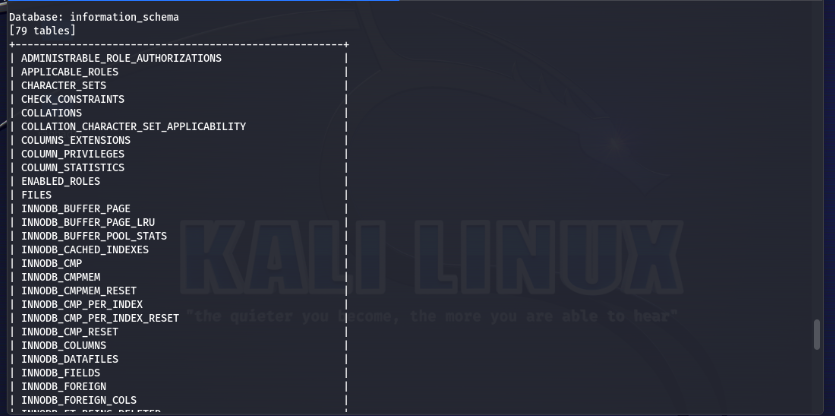 Database: information_schema
[79 tables]
+---------------------------------------------------+
| ADMINISTRABLE_ROLE_AUTHORIZATIONS |
| APPLICABLE_ROLES |
| CHARACTER_SETS |
| CHECK_CONSTRAINTS |
| COLLATIONS |
| COLLATION_CHARACTER_SET_APPLICABILITY |
| COLUMNS_EXTENSIONS |
| COLUMN_PRIVILEGES |
| COLUMN_STATISTICS |
| ENABLED_ROLES |
| FILES |
| INNODB_BUFFER_PAGE |
| INNODB_BUFFER_PAGE_LRU |
| INNODB_BUFFER_POOL_STATS |
| INNODB_CACHED_INDEXES |
| INNODB_CMP |
| INNODB_CMPMEM |
| INNODB_CMPMEM_RESET |
| INNODB_CMP_PER_INDEX |
| INNODB_CMP_PER_INDEX_RESET |
| INNODB_CMP_RESET |
| INNODB_COLUMNS |
| INNODB_DATAFILES |
| INNODB_FIELDS |
| INNODB_FOREIGN |
| INNODB_FOREIGN_COLS |
| INNODB_FT_BEING_DELETED |
KALI LINUX
"the quieter you become, the more you are able to hear"